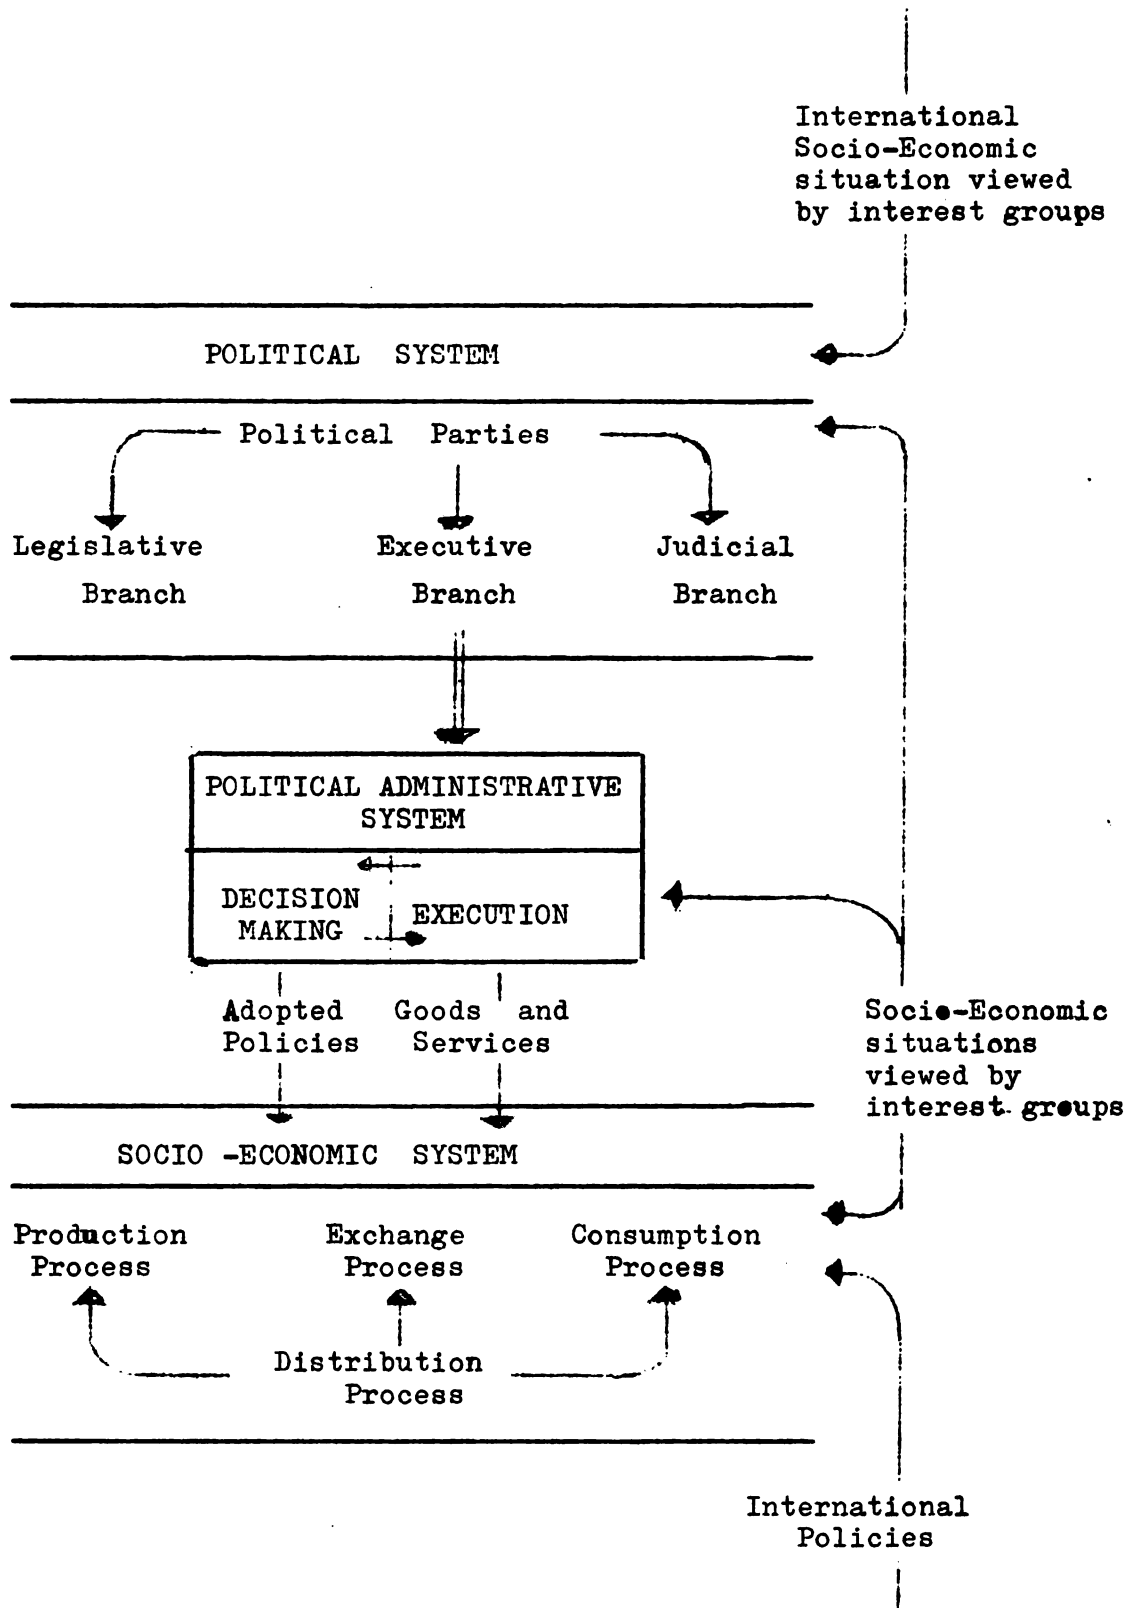 International
Socio-Economic
situation viewed
by interest groups
POLITICAL SYSTEM
Political Parties
Legislative
Branch
Executive
Branch
Judicial
Branch
POLITICAL ADMINISTRATIVE
SYSTEM
DECISION
MAKING
EXECUTION
Adopted
Policies
Goods and
Services
Socio-Economic
situations
viewed by
interest groups
SOCIO -ECONOMIC SYSTEM
Production
Process
Exchange
Process
Consumption
Process
Distribution
Process
International
Policies